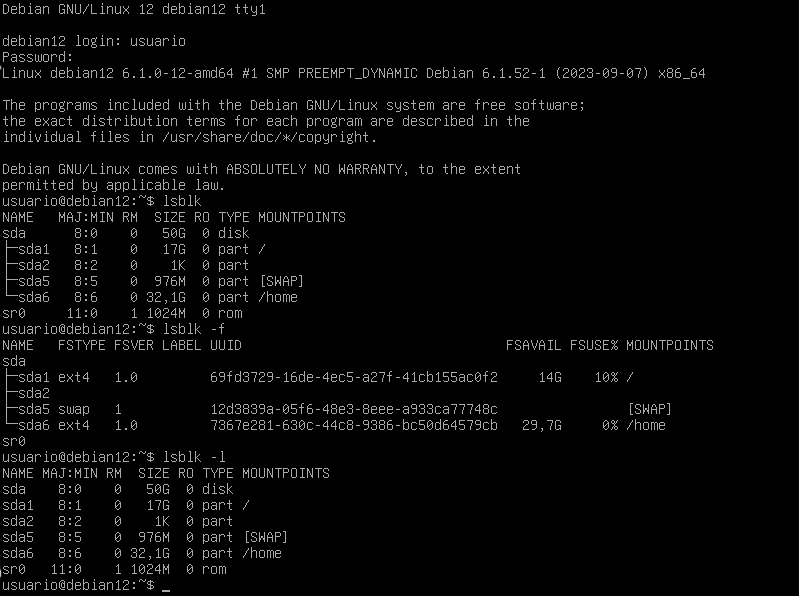 Debian GNU/Linux 12 debian12 tty1

debian12 login: usuario
Password:
Linux debian12 6.1.0-12-amd64 #1 SMP PREEMPT_DYNAMIC Debian 6.1.52-1 (2023-09-07) x86_64

The programs included with the Debian GNU/Linux system are free software;
the exact distribution terms for each program are described in the
individual files in /usr/share/doc/*/copyright.

Debian GNU/Linux comes with ABSOLUTELY NO WARRANTY, to the extent
permitted by applicable law.
usuario@debian12:~$ lsblk
NAME   MAJ:MIN RM  SIZE RO TYPE MOUNTPOINTS
sda      8:0    0   50G  0 disk
├─sda1   8:1    0   17G  0 part /
├─sda2   8:2    0    1K  0 part
├─sda5   8:5    0  976M  0 part [SWAP]
└─sda6   8:6    0 32,1G  0 part /home
sr0     11:0    1 1024M  0 rom
usuario@debian12:~$ lsblk -f
NAME   FSTYPE FSVER LABEL UUID                                 FSAVAIL FSUSE% MOUNTPOINTS
sda
├─sda1 ext4   1.0         69fd3729-16de-4ec5-a27f-41cb155ac0f2     14G    10% /
├─sda2
├─sda5 swap   1           12d3839a-05f6-48e3-8eee-a933ca77748c                [SWAP]
└─sda6 ext4   1.0         7367e281-630c-44c8-9386-bc50d64579cb   29,7G     0% /home
sr0
usuario@debian12:~$ lsblk -l
NAME MAJ:MIN RM  SIZE RO TYPE MOUNTPOINTS
sda    8:0    0   50G  0 disk
sda1   8:1    0   17G  0 part /
sda2   8:2    0    1K  0 part
sda5   8:5    0  976M  0 part [SWAP]
sda6   8:6    0 32,1G  0 part /home
sr0   11:0    1 1024M  0 rom
usuario@debian12:~$ _